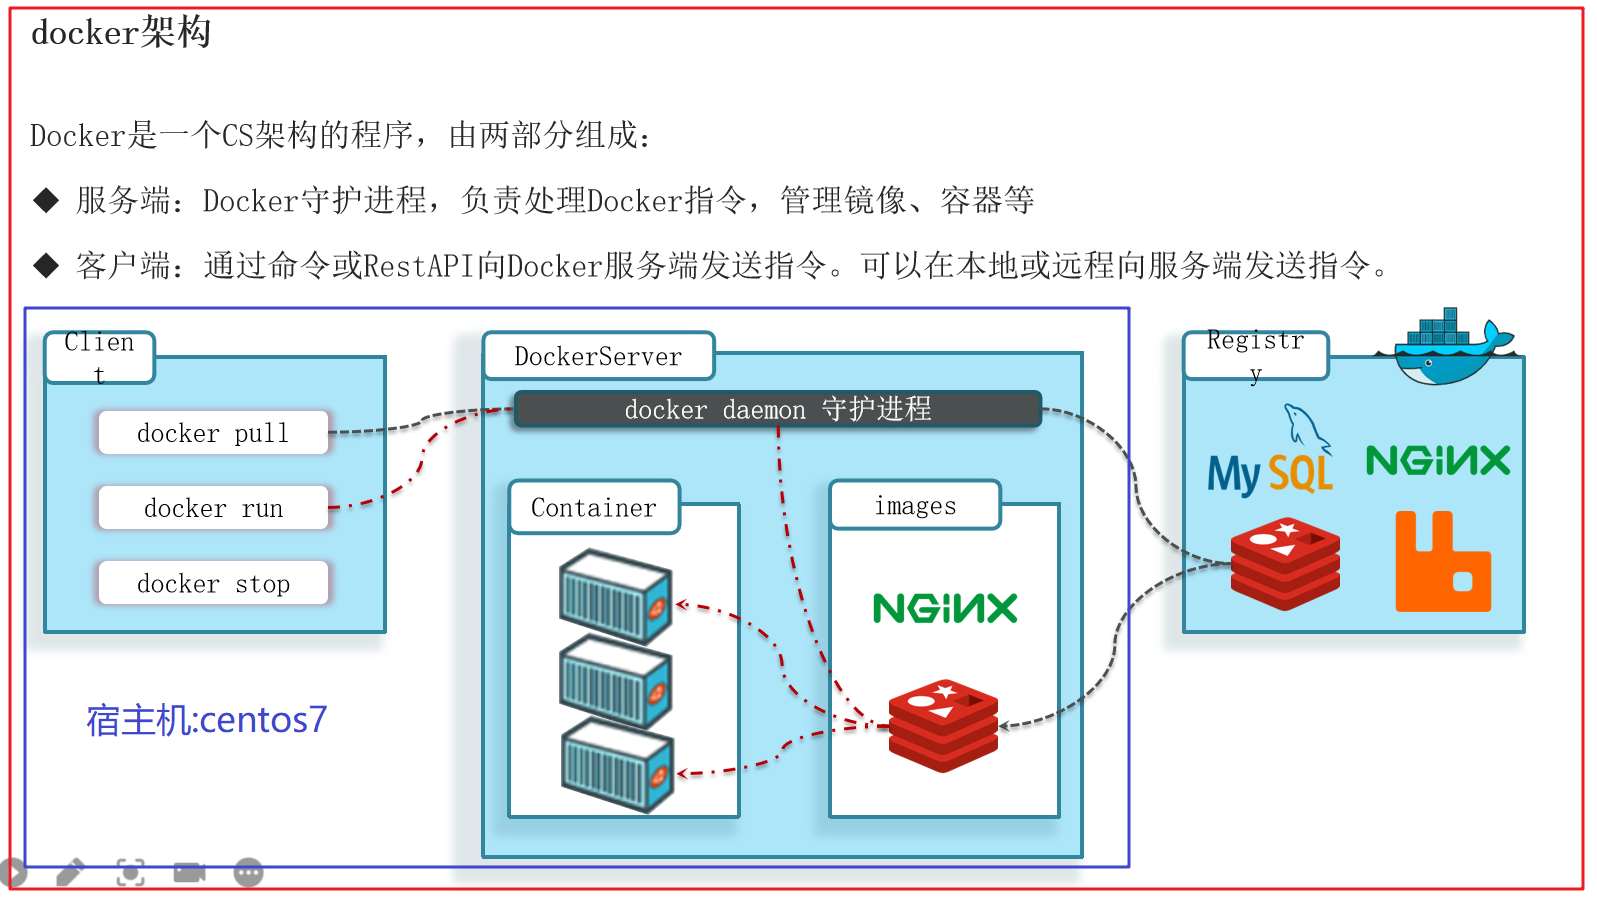 docker架构
Docker是一个CS架构的程序，由两部分组成：
◆ 服务端：Docker守护进程，负责处理Docker指令，管理镜像、容器等
◆ 客户端：通过命令或RestAPI向Docker服务端发送指令。可以在本地或远程向服务端发送指令。
Clien
t
docker pull
docker run
docker stop
宿主机:centos7
DockerServer
docker daemon 守护进程
Container
images
NGINX
Registr
y
MySQL
NGINX